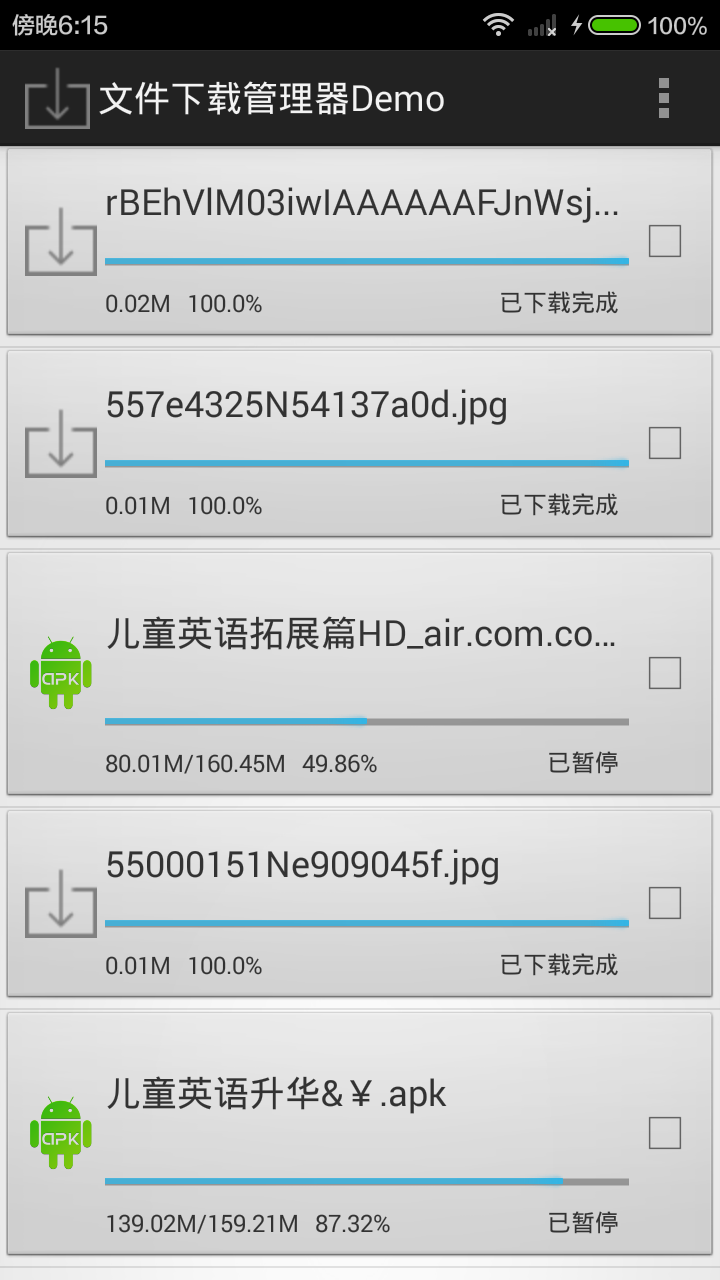 傍晚6:15 100%
文件下载管理器Demo
rBEhVlM03iwIAAAAAAFJnWsj...
0.02M 100.0% 已下载完成
557e4325N54137a0d.jpg
0.01M 100.0% 已下载完成
儿童英语拓展篇HD_air.com.co...
APK
80.01M/160.45M 49.86% 已暂停
55000151Ne909045f.jpg
0.01M 100.0% 已下载完成
儿童英语升华&￥.apk
APK
139.02M/159.21M 87.32% 已暂停